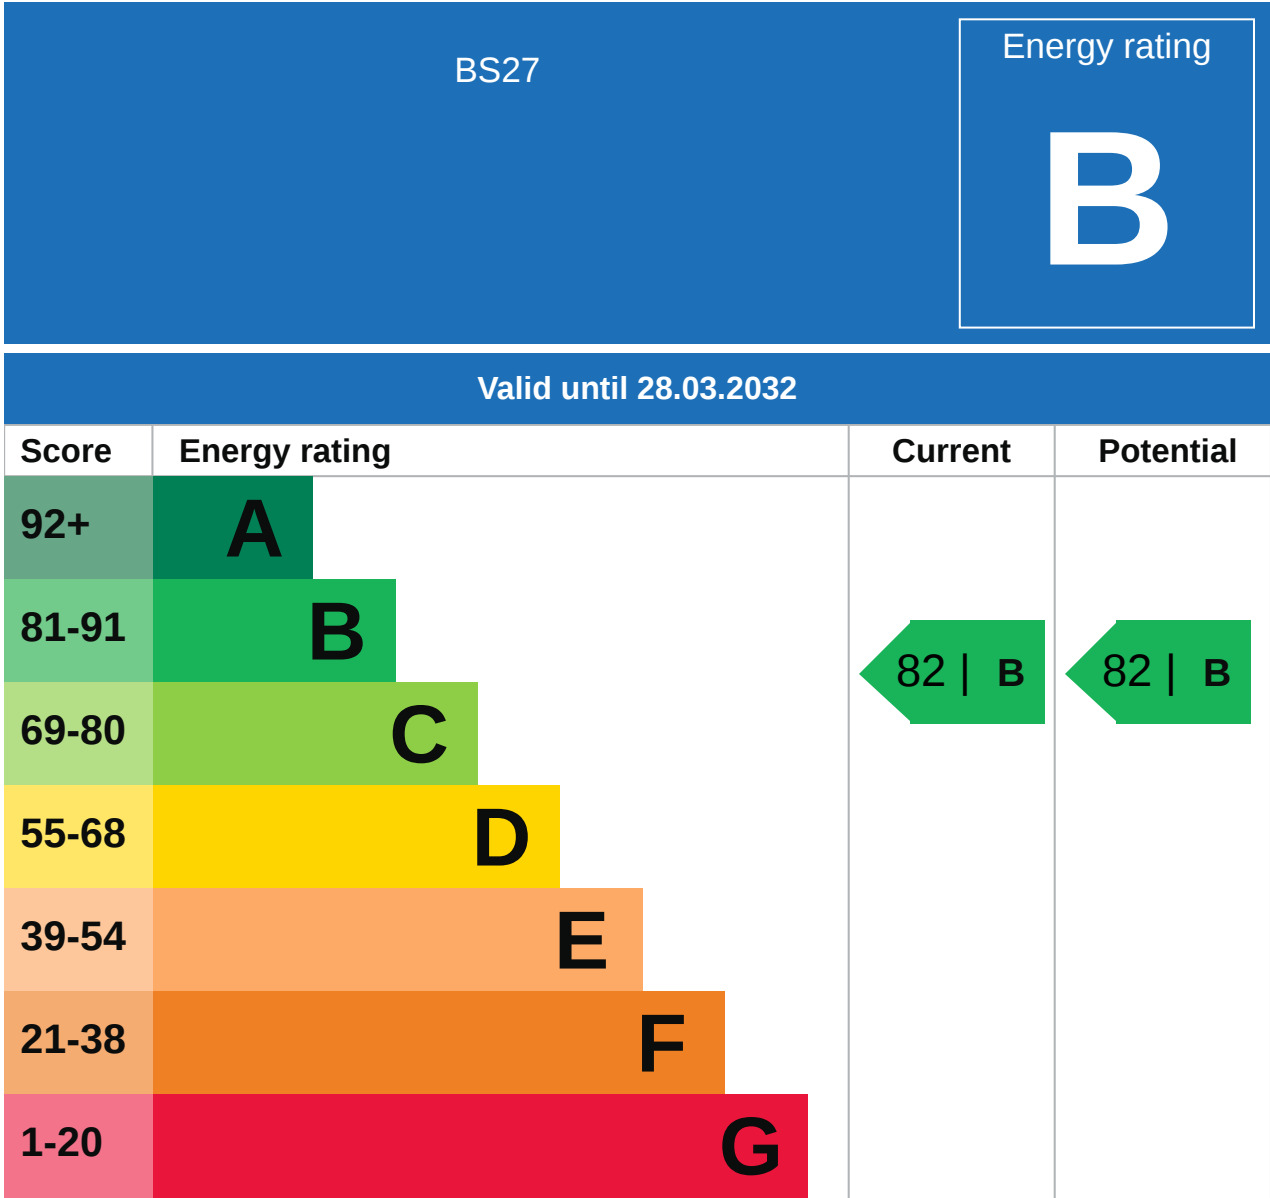 BS27
Energy rating
B
Valid until 28.03.2032
Score Energy rating Current Potential
92+ A
81-91 B
82 | B 82 | B
69-80 C
55-68 D
39-54 E
21-38 F
1-20 G